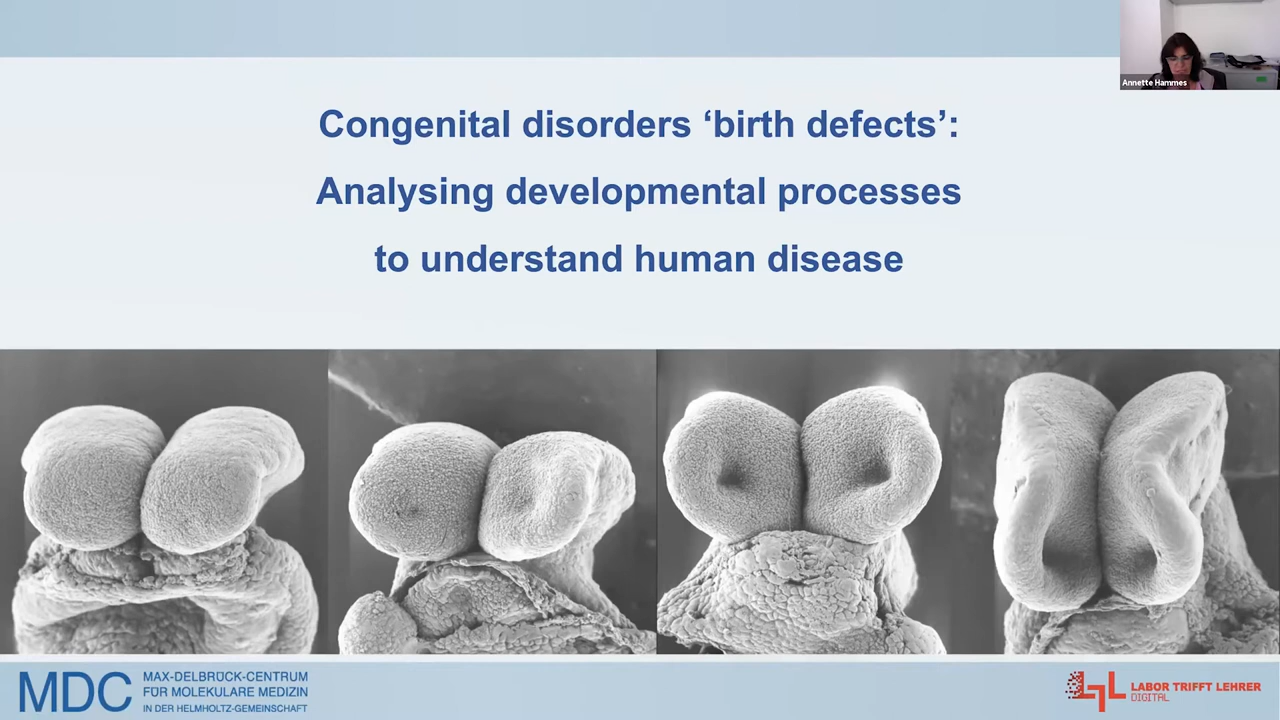 Annette Hammes
Congenital disorders ‘birth defects’:
Analysing developmental processes
to understand human disease
MDC
MAX-DELBRÜCK-CENTRUM
FÜR MOLEKULARE MEDIZIN
IN DER HELMHOLTZ-GEMEINSCHAFT
LTL
LABOR TRIFFT LEHRER
DIGITAL